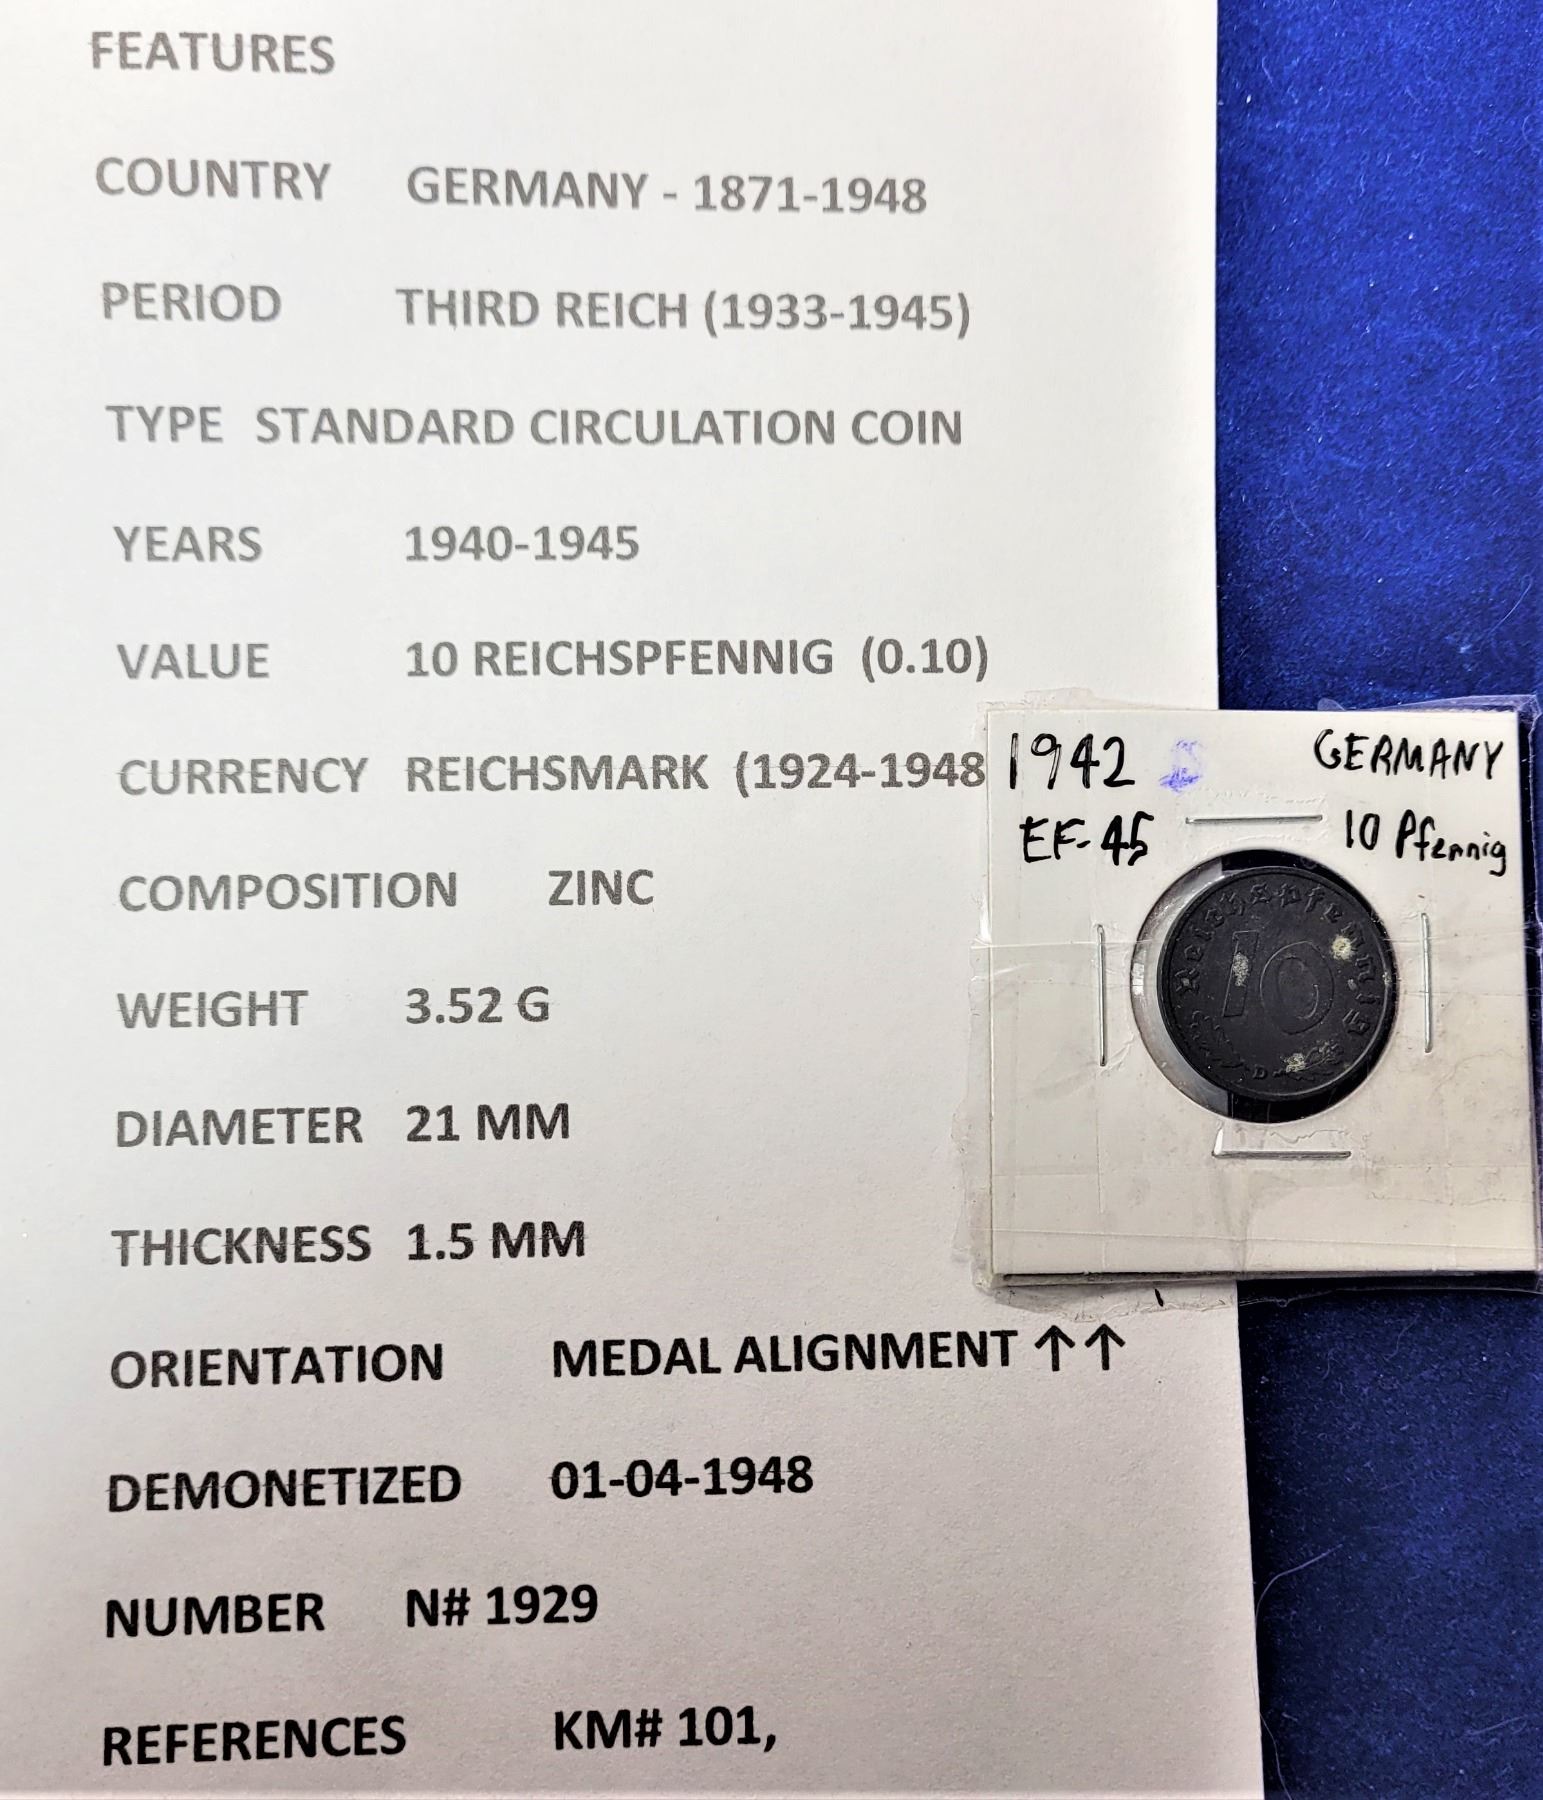 FEATURES
COUNTRY GERMANY - 1871-1948
PERIOD THIRD REICH (1933-1945)
TYPE STANDARD CIRCULATION COIN
YEARS 1940-1945
VALUE 10 REICHSPFENNIG (0.10)
CURRENCY REICHSMARK (1924-1948
COMPOSITION ZINC
WEIGHT 3.52 G
DIAMETER 21 MM
THICKNESS 1.5 MM
ORIENTATION MEDAL ALIGNMENT ↑↑
DEMONETIZED 01-04-1948
NUMBER N# 1929
REFERENCES KM# 101,
1942 GERMANY
EF-45 10 Pfennig
Reichspfennig
10
D